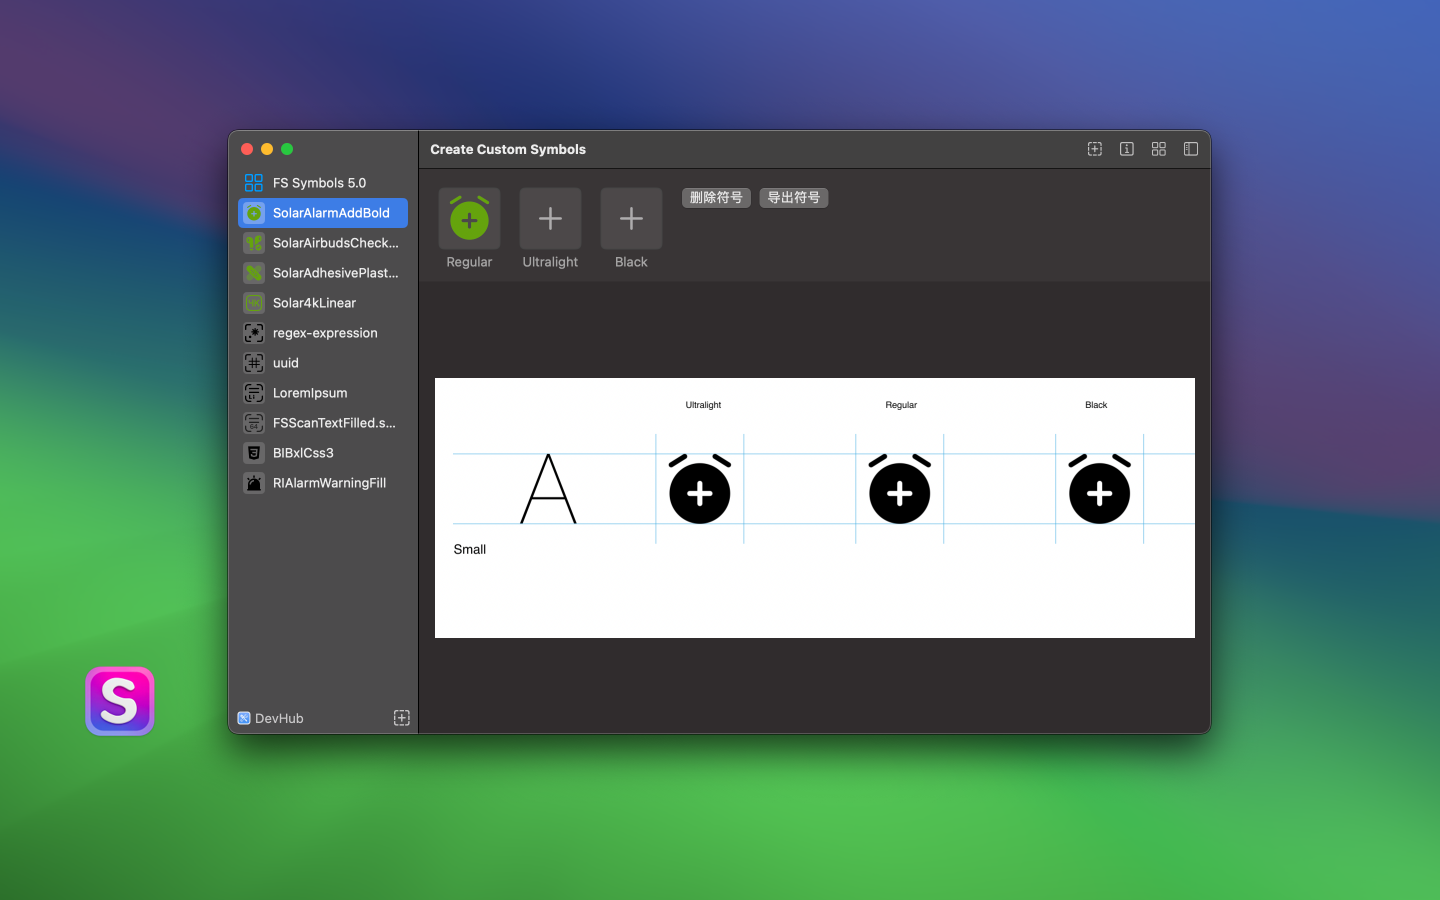 Create Custom Symbols
FS Symbols 5.0
SolarAlarmAddBold
SolarAirbudsCheck...
SolarAdhesivePlast...
Solar4kLinear
regex-expression
uuid
LoremIpsum
FSScanTextFilled.s...
BIBxlCss3
RIAlarmWarningFill
DevHub
删除符号 导出符号
Regular Ultralight Black
Ultralight Regular Black
A
Small
S